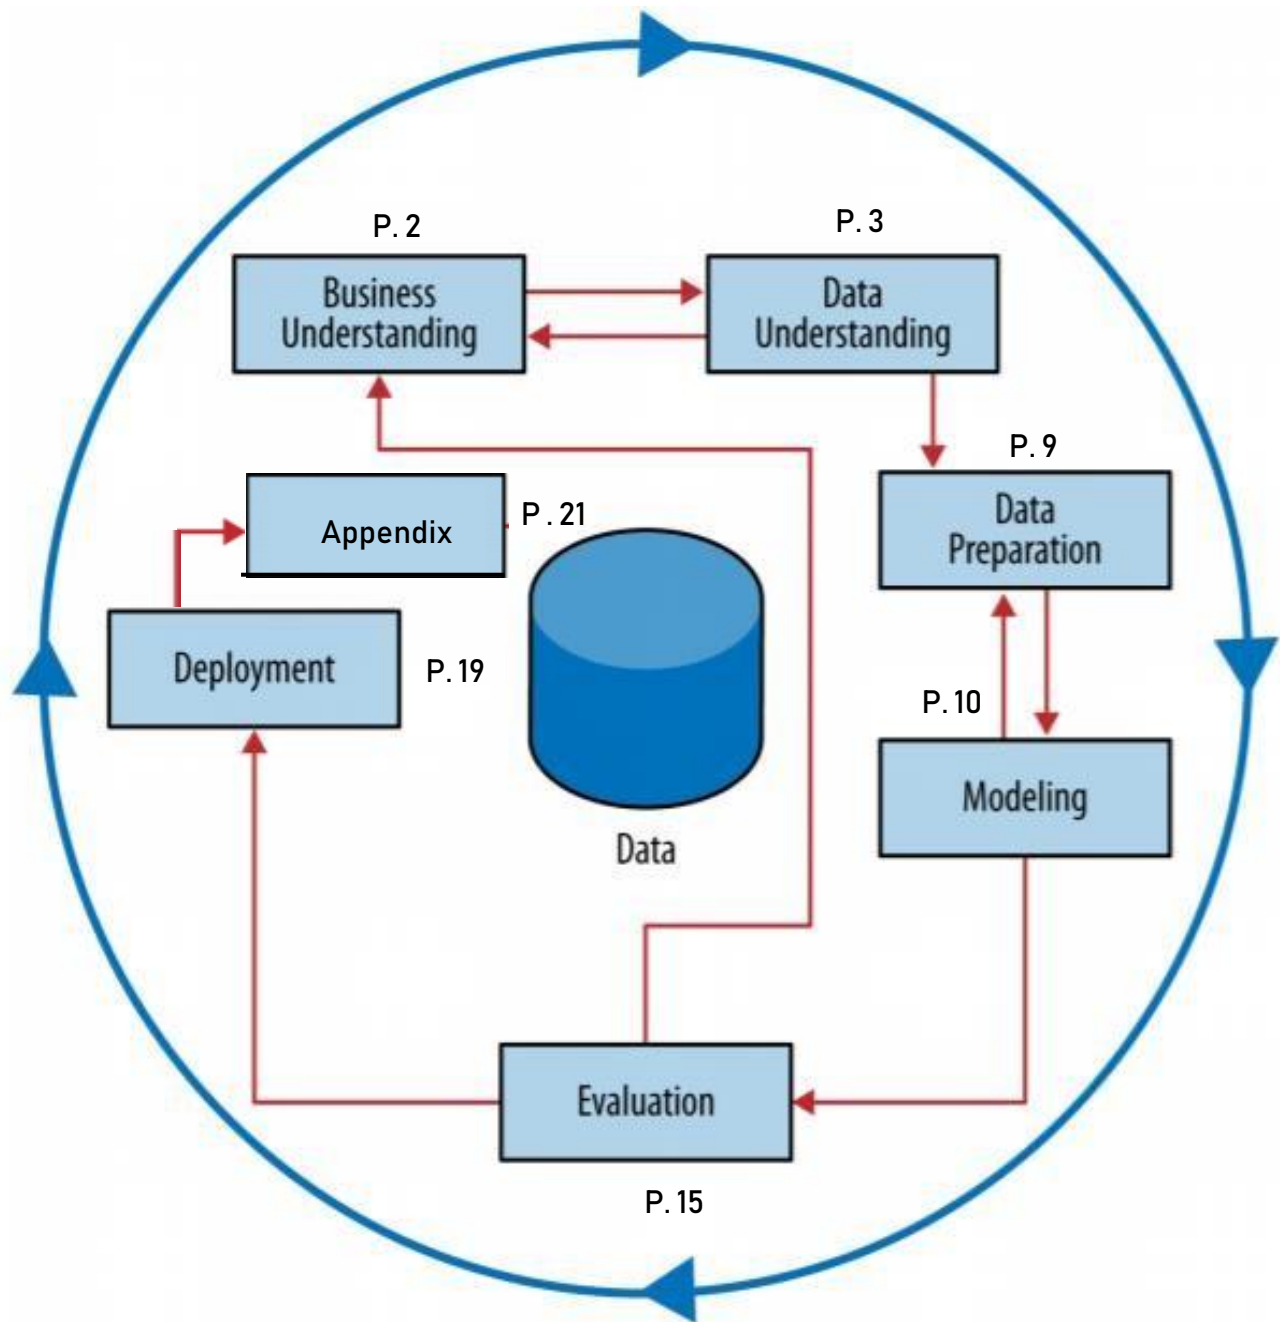 P. 2
P. 3
Business
Understanding
Data
Understanding
P. 9
Data
Preparation
Appendix
P. 21
Deployment
P. 19
P. 10
Modeling
Data
Evaluation
P. 15